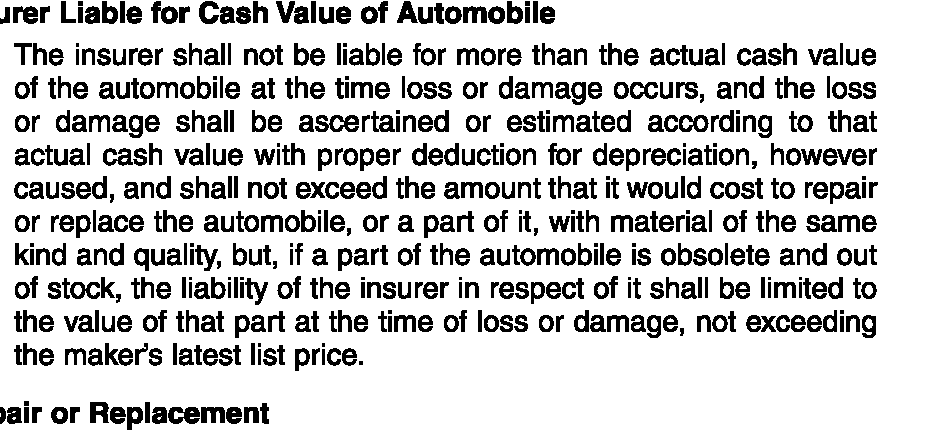 urer Liable for Cash Value of Automobile
The insurer shall not be liable for more than the actual cash value
of the automobile at the time loss or damage occurs, and the loss
or damage shall be ascertained or estimated according to that
actual cash value with proper deduction for depreciation, however
caused, and shall not exceed the amount that it would cost to repair
or replace the automobile, or a part of it, with material of the same
kind and quality, but, if a part of the automobile is obsolete and out
of stock, the liability of the insurer in respect of it shall be limited to
the value of that part at the time of loss or damage, not exceeding
the maker's latest list price.
pair or Replacement